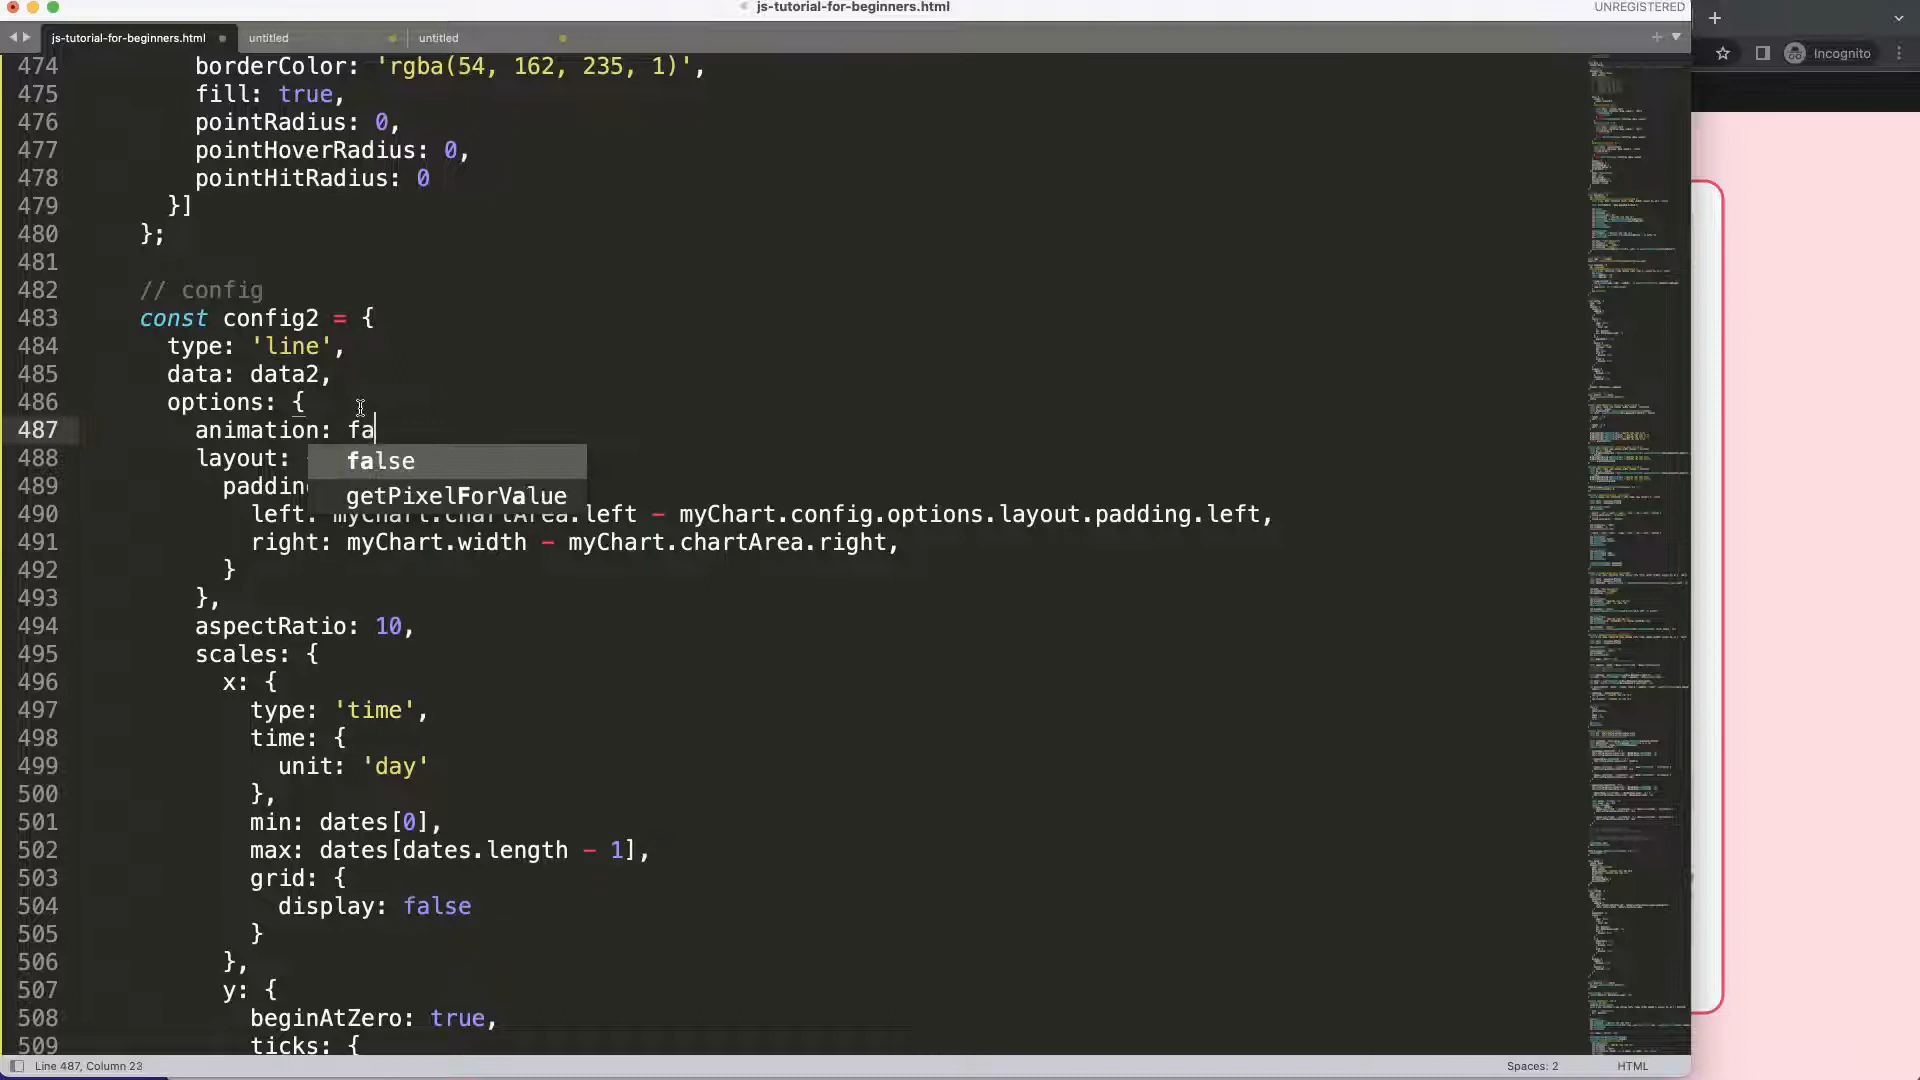 js-tutorial-for-beginners.html
UNREGISTERED
js-tutorial-for-beginners.html
untitled
untitled
Incognito
474 borderColor: 'rgba(54, 162, 235, 1)',
475 fill: true,
476 pointRadius: 0,
477 pointHoverRadius: 0,
478 pointHitRadius: 0
479 }]
480 };
481
482 // config
483 const config2 = {
484 type: 'line',
485 data: data2,
486 options: {
487 animation: fa
488 layout:
false
489 padding
getPixelForValue
490 left: myChart.chartArea.left - myChart.config.options.layout.padding.left,
491 right: myChart.width - myChart.chartArea.right,
492 }
493 },
494 aspectRatio: 10,
495 scales: {
496 x: {
497 type: 'time',
498 time: {
499 unit: 'day'
500 },
501 min: dates[0],
502 max: dates[dates.length - 1],
503 grid: {
504 display: false
505 }
506 },
507 y: {
508 beginAtZero: true,
509 ticks: {
Line 487, Column 23
Spaces: 2
HTML